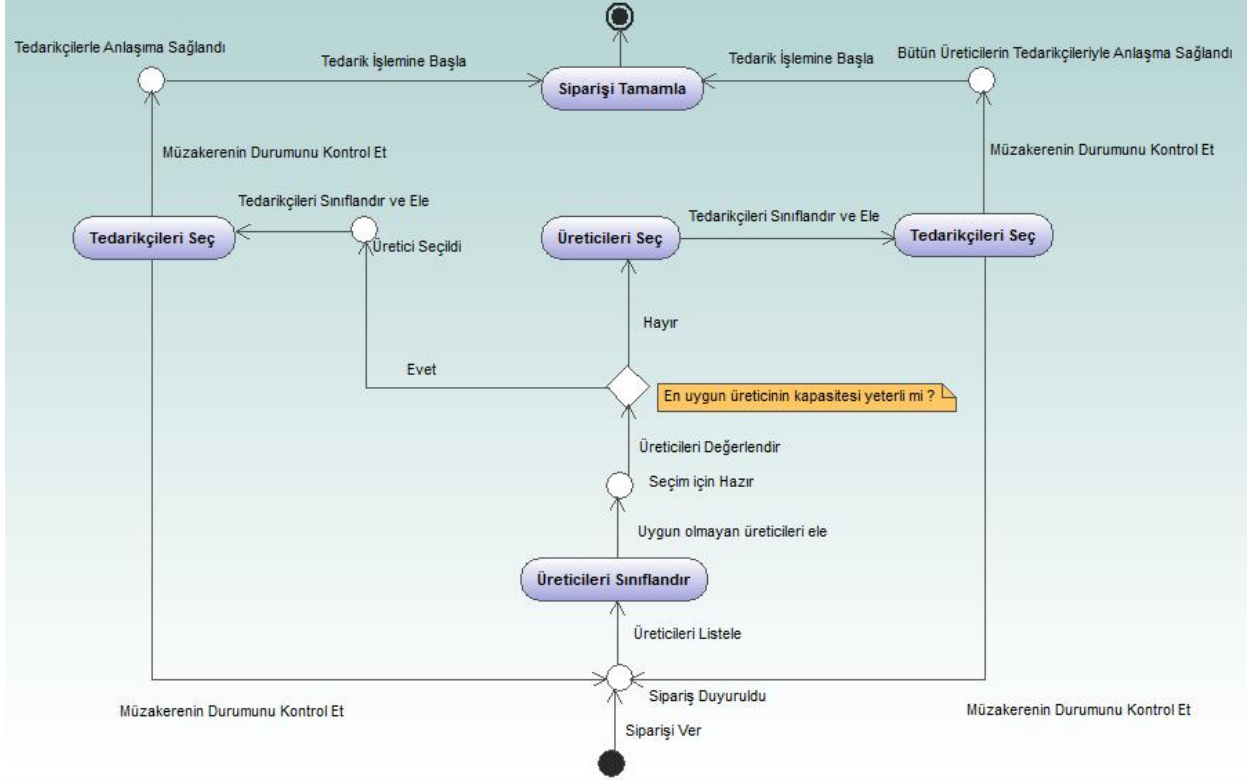 Tedarikçilerle Anlaşıma Sağlandı
Tedarik İşlemine Başla
Tedarik İşlemine Başla
Bütün Üreticilerin Tedarikçileriyle Anlaşma Sağlandı
Siparişi Tamamla
Müzakerenin Durumunu Kontrol Et
Müzakerenin Durumunu Kontrol Et
Tedarikçileri Sınıflandır ve Ele
Tedarikçileri Sınıflandır ve Ele
Tedarikçileri Seç
Üretici Seçildi
Üreticileri Seç
Tedarikçileri Seç
Hayır
Evet
En uygun üreticinin kapasitesi yeterli mi ?
Üreticileri Değerlendir
Seçim için Hazır
Uygun olmayan üreticileri ele
Üreticileri Sınıflandır
Üreticileri Listele
Sipariş Duyuruldu
Müzakerenin Durumunu Kontrol Et
Müzakerenin Durumunu Kontrol Et
Siparişi Ver